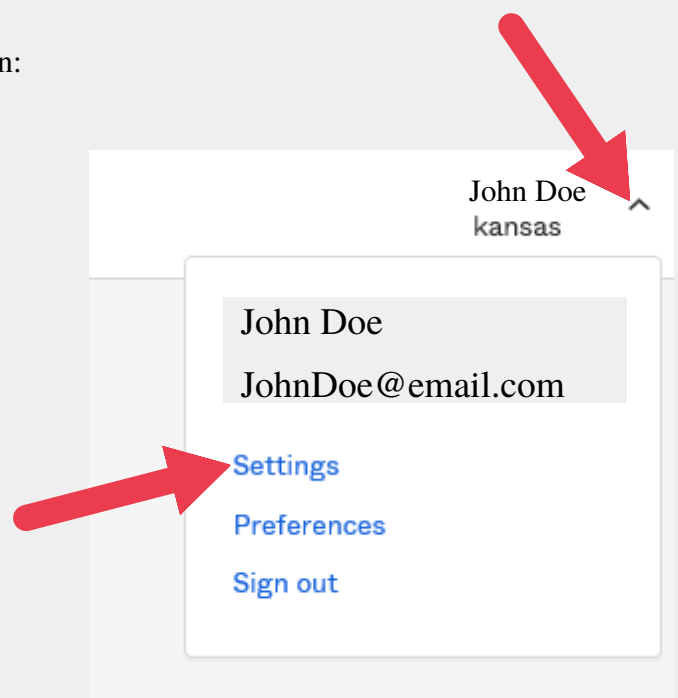 n:
John Doe
kansas
John Doe
JohnDoe@email.com
Settings
Preferences
Sign out